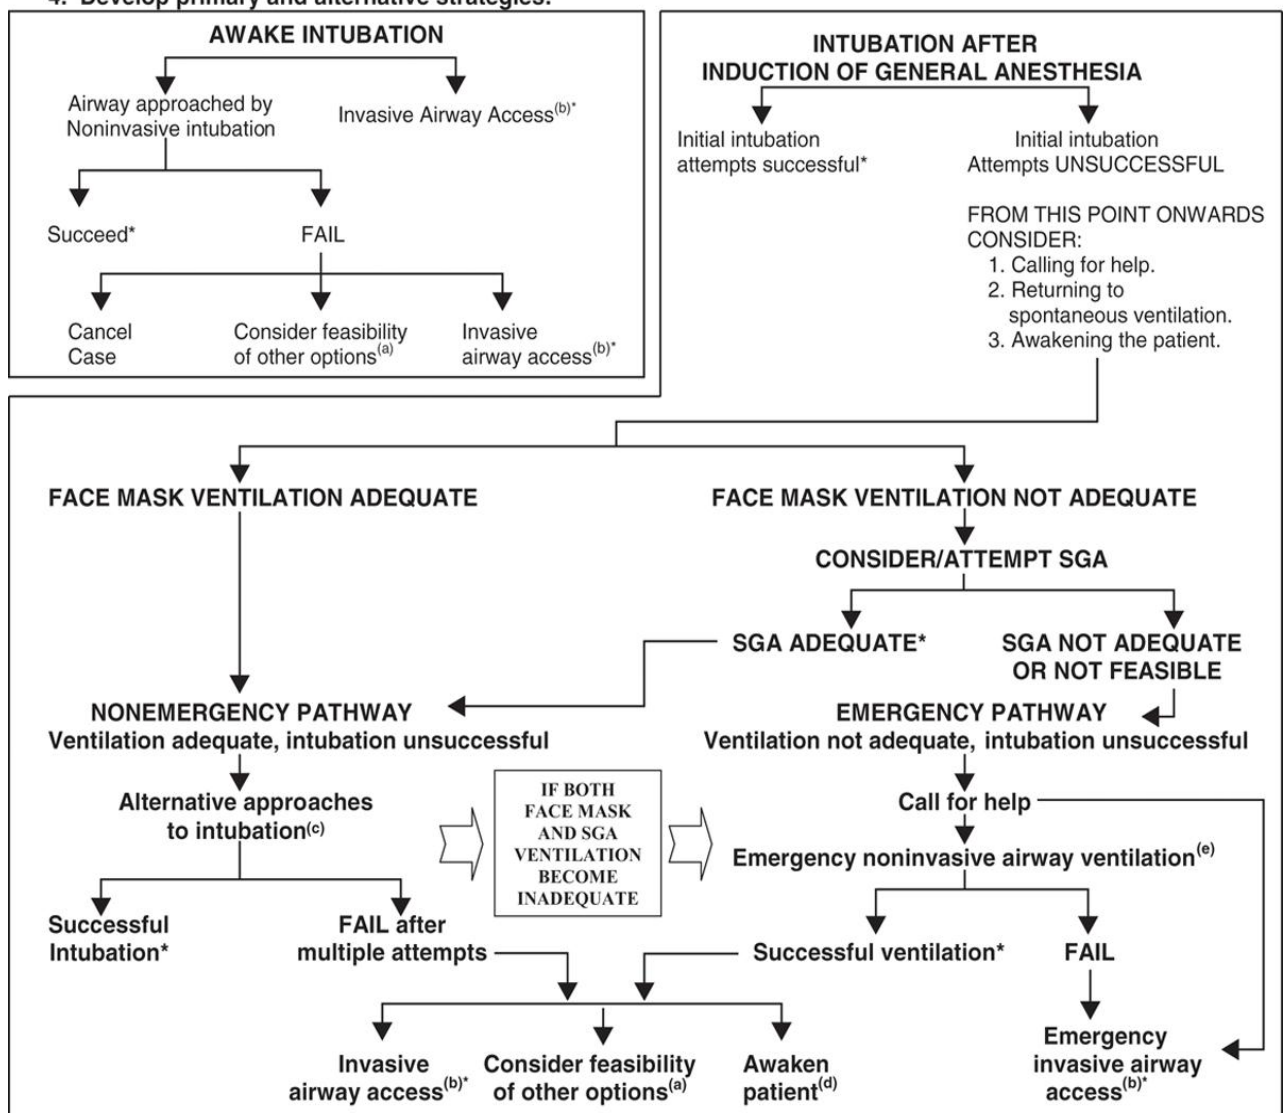 4. Develop primary and alternative strategies:
AWAKE INTUBATION
Airway approached by
Noninvasive intubation
Invasive Airway Access(b)*
Succeed*
FAIL
Cancel
Case
Consider feasibility
of other options(a)
Invasive
airway access(b)*
INTUBATION AFTER
INDUCTION OF GENERAL ANESTHESIA
Initial intubation
attempts successful*
Initial intubation
Attempts UNSUCCESSFUL
FROM THIS POINT ONWARDS
CONSIDER:
1. Calling for help.
2. Returning to
spontaneous ventilation.
3. Awakening the patient.
FACE MASK VENTILATION ADEQUATE
FACE MASK VENTILATION NOT ADEQUATE
CONSIDER/ATTEMPT SGA
SGA ADEQUATE*
SGA NOT ADEQUATE
OR NOT FEASIBLE
NONEMERGENCY PATHWAY
Ventilation adequate, intubation unsuccessful
EMERGENCY PATHWAY
Ventilation not adequate, intubation unsuccessful
Alternative approaches
to intubation(c)
IF BOTH
FACE MASK
AND SGA
VENTILATION
BECOME
INADEQUATE
Call for help
Emergency noninvasive airway ventilation(e)
Successful
Intubation*
FAIL after
multiple attempts
Successful ventilation*
FAIL
Invasive
airway access(b)*
Consider feasibility
of other options(a)
Awaken
patient(d)
Emergency
invasive airway
access(b)*